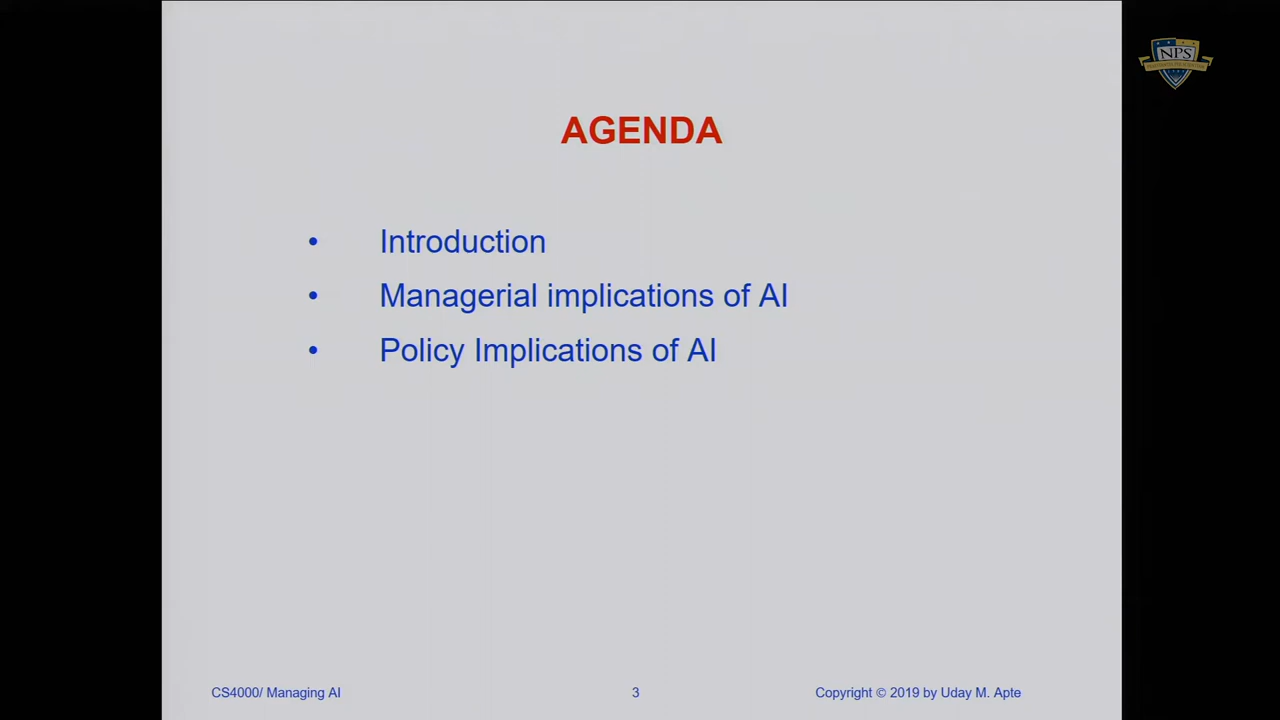 NPS
AGENDA
• Introduction
• Managerial implications of AI
• Policy Implications of AI
CS4000/ Managing AI
3
Copyright © 2019 by Uday M. Apte